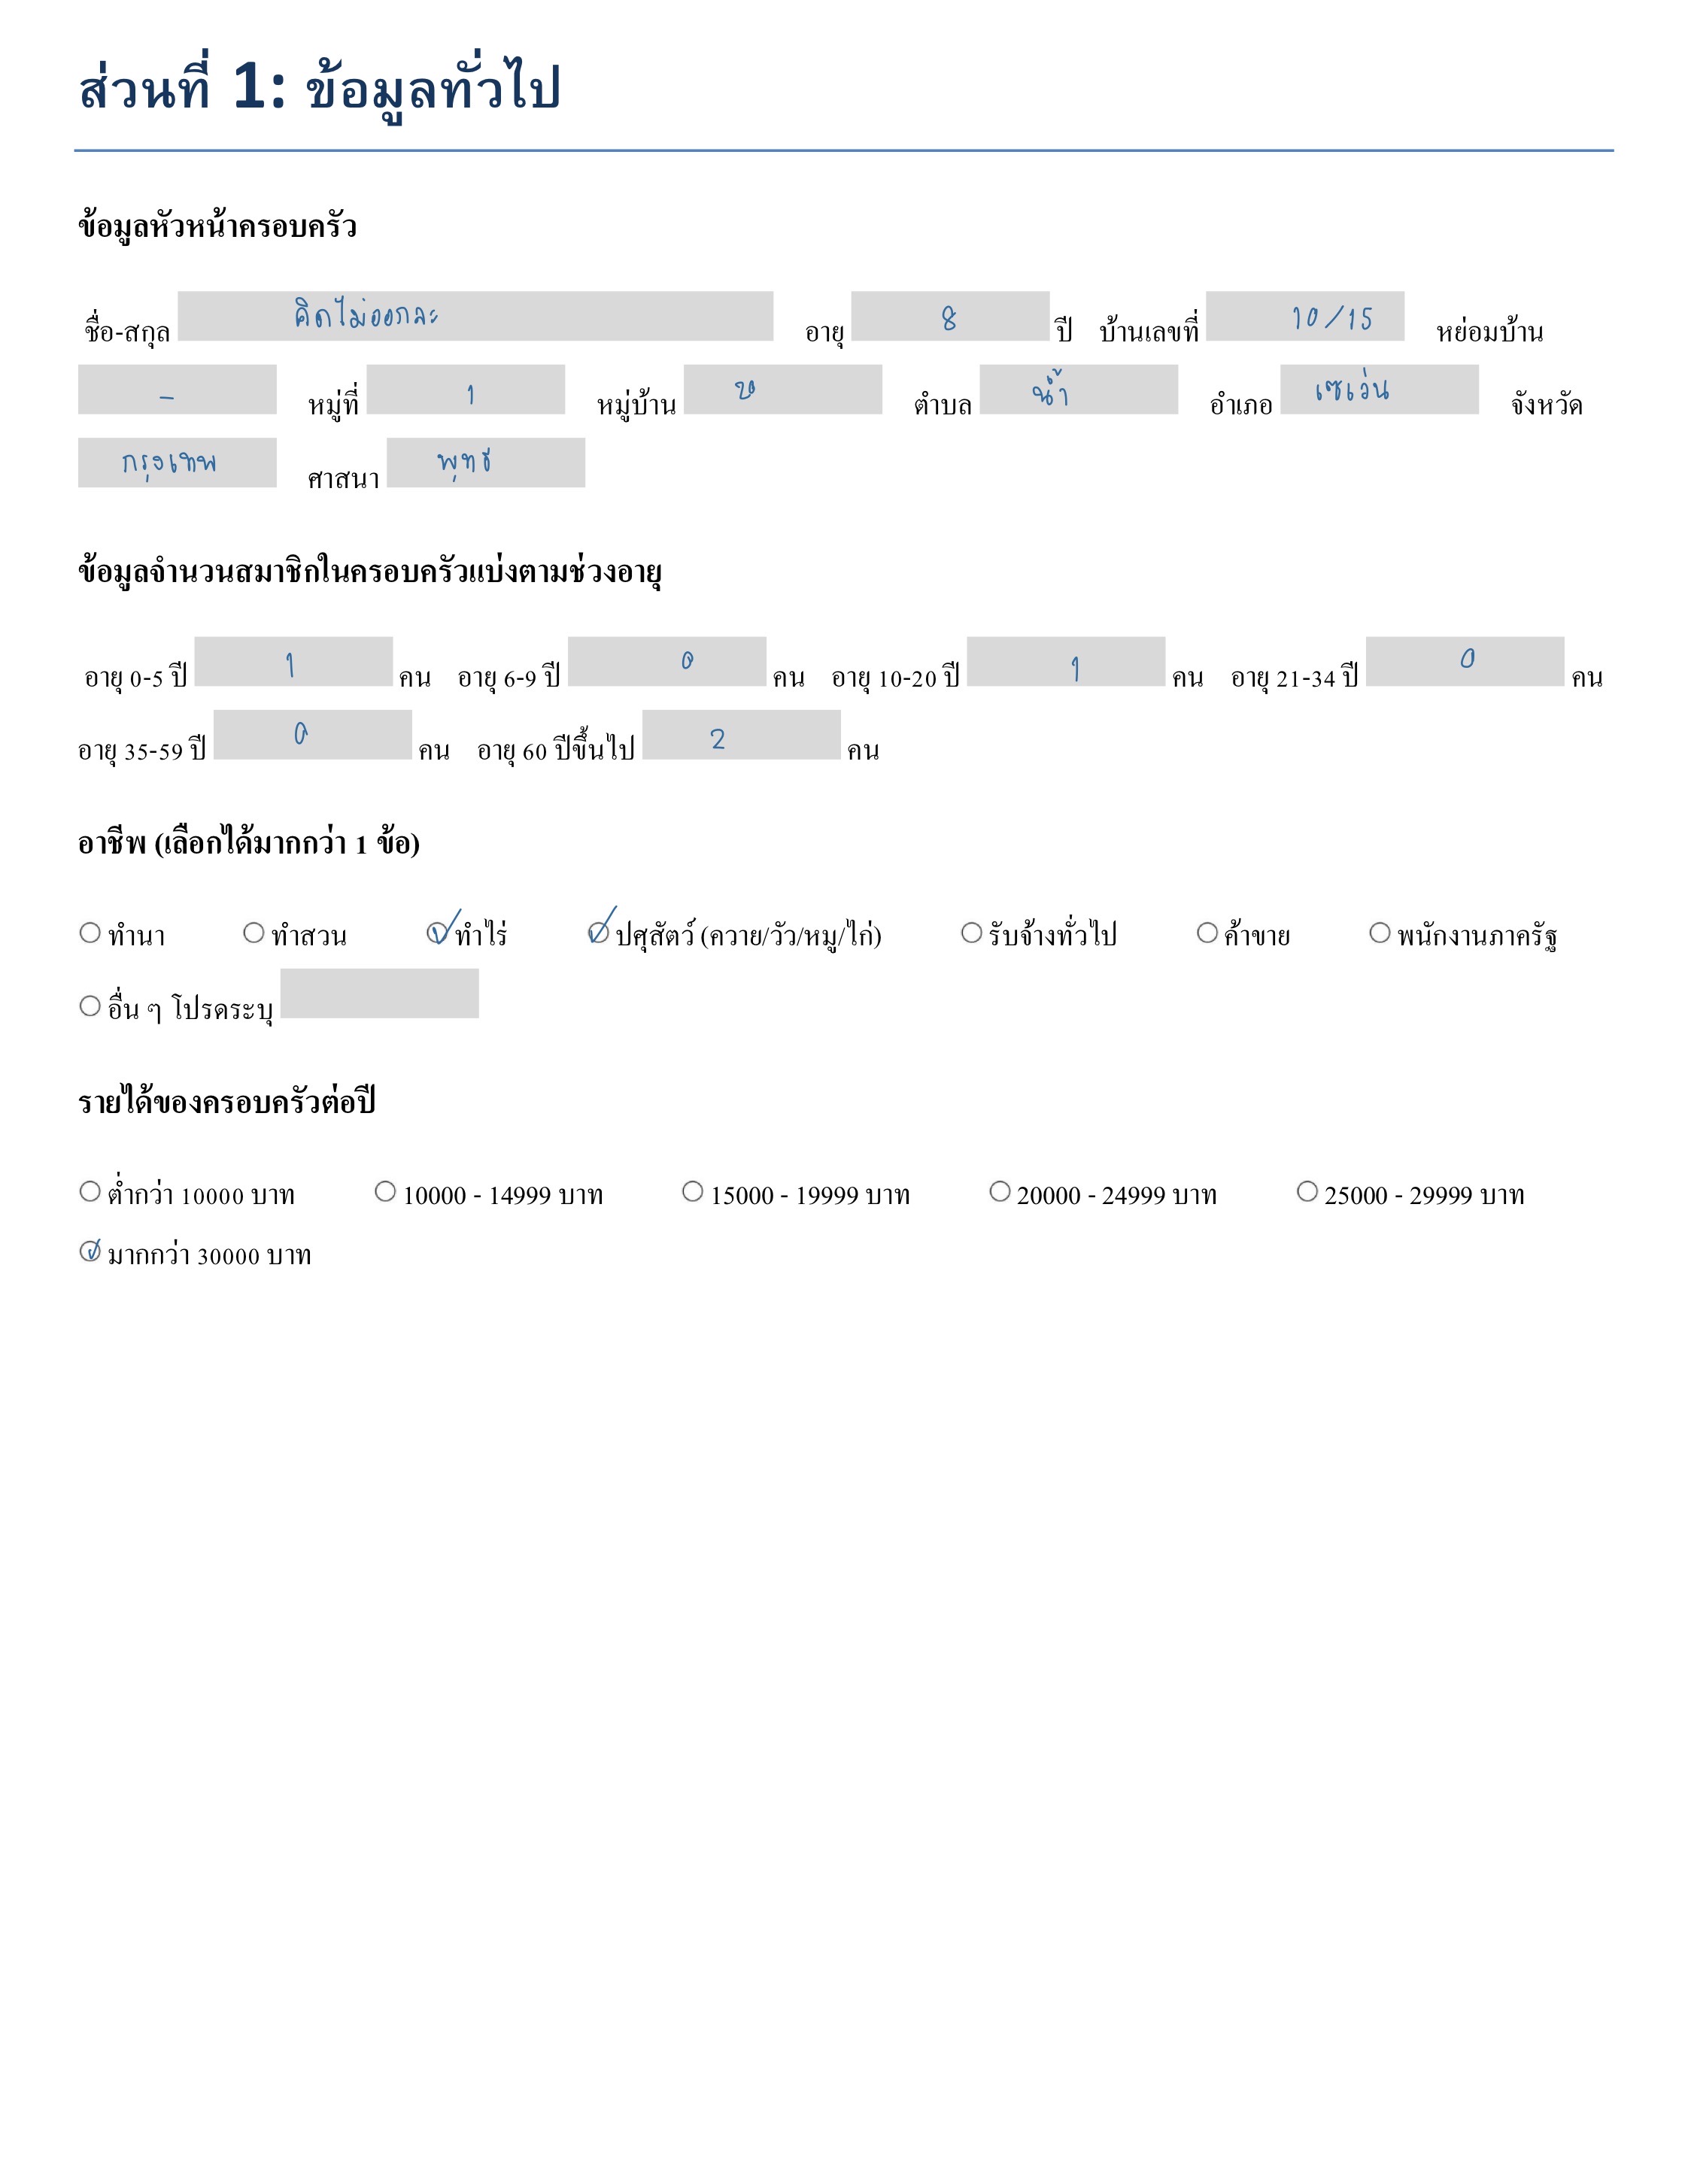 ส่วนที่ 1: ข้อมูลทั่วไป
ข้อมูลหัวหน้าครอบครัว
ชื่อ-สกุล คิดไม่ออกละ อายุ 8 ปี บ้านเลขที่ 10/15 หย่อมบ้าน
- หมู่ที่ 1 หมู่บ้าน ตำบล น้ำ อำเภอ เซเว่น จังหวัด
กรุงเทพ ศาสนา พุทธ
ข้อมูลจำนวนสมาชิกในครอบครัวแบ่งตามช่วงอายุ
อายุ 0-5 ปี 1 คน อายุ 6-9 ปี 0 คน อายุ 10-20 ปี 1 คน อายุ 21-34 ปี 0 คน
อายุ 35-59 ปี 0 คน อายุ 60 ปีขึ้นไป 2 คน
อาชีพ (เลือกได้มากกว่า 1 ข้อ)
ทำนา ทำสวน ทำไร่ ปศุสัตว์ (ควาย/วัว/หมู/ไก่) รับจ้างทั่วไป ค้าขาย พนักงานภาครัฐ
อื่น ๆ โปรดระบุ
รายได้ของครอบครัวต่อปี
ต่ำกว่า 10000 บาท 10000 - 14999 บาท 15000 - 19999 บาท 20000 - 24999 บาท 25000 - 29999 บาท
มากกว่า 30000 บาท